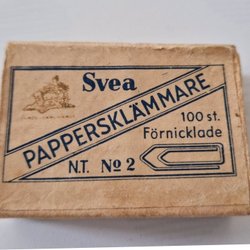 Svea
PAPPERSKLÄMMARE
100 st.
Förnicklade
N.T. No 2